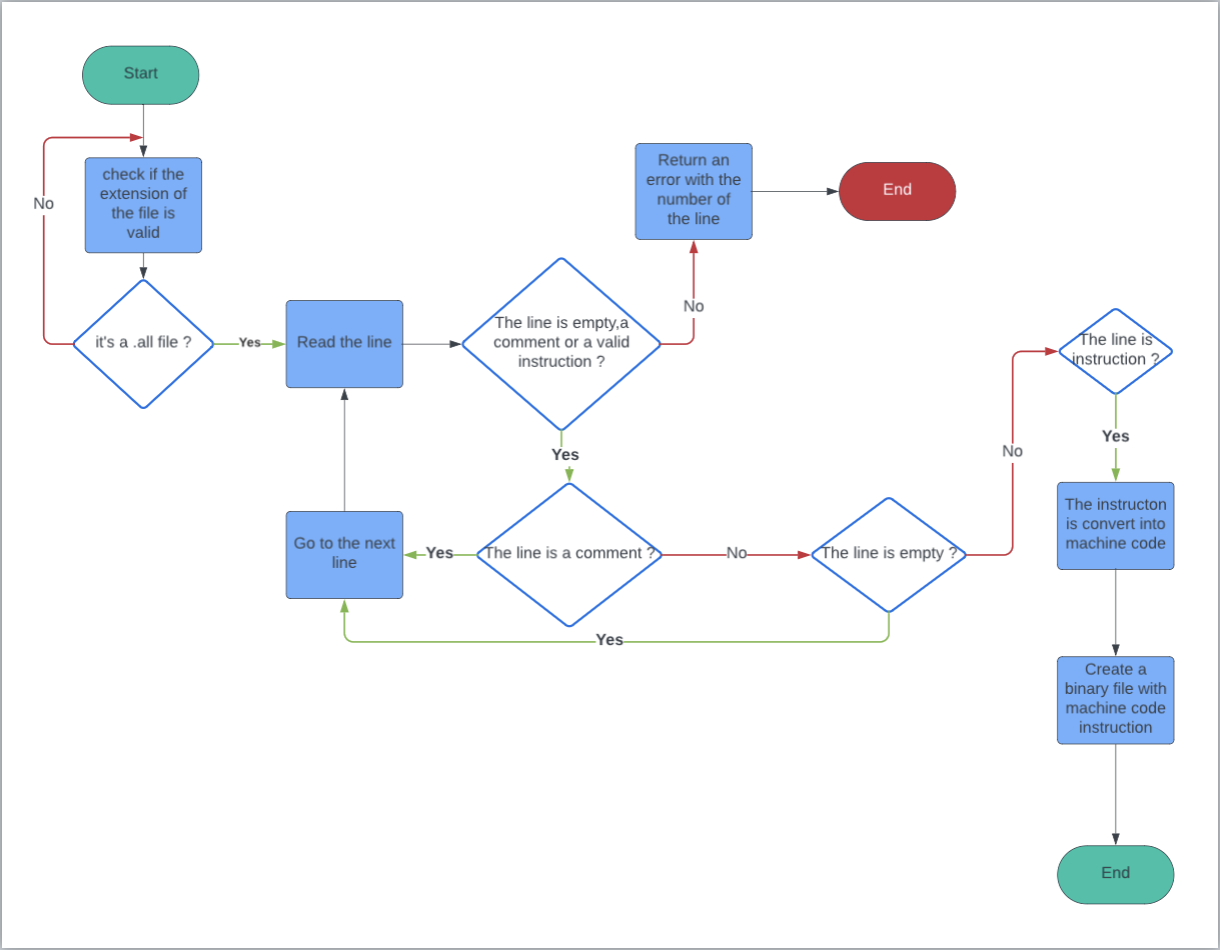 Start
check if the
extension of
the file is
valid
No
it's a .all file ?
Yes
Read the line
The line is empty,a
comment or a valid
instruction ?
No
Return an
error with the
number of
the line
End
Yes
The line is a comment ?
Yes
Go to the next
line
No
The line is empty ?
Yes
No
The line is
instruction ?
Yes
The instructon
is convert into
machine code
Create a
binary file with
machine code
instruction
End